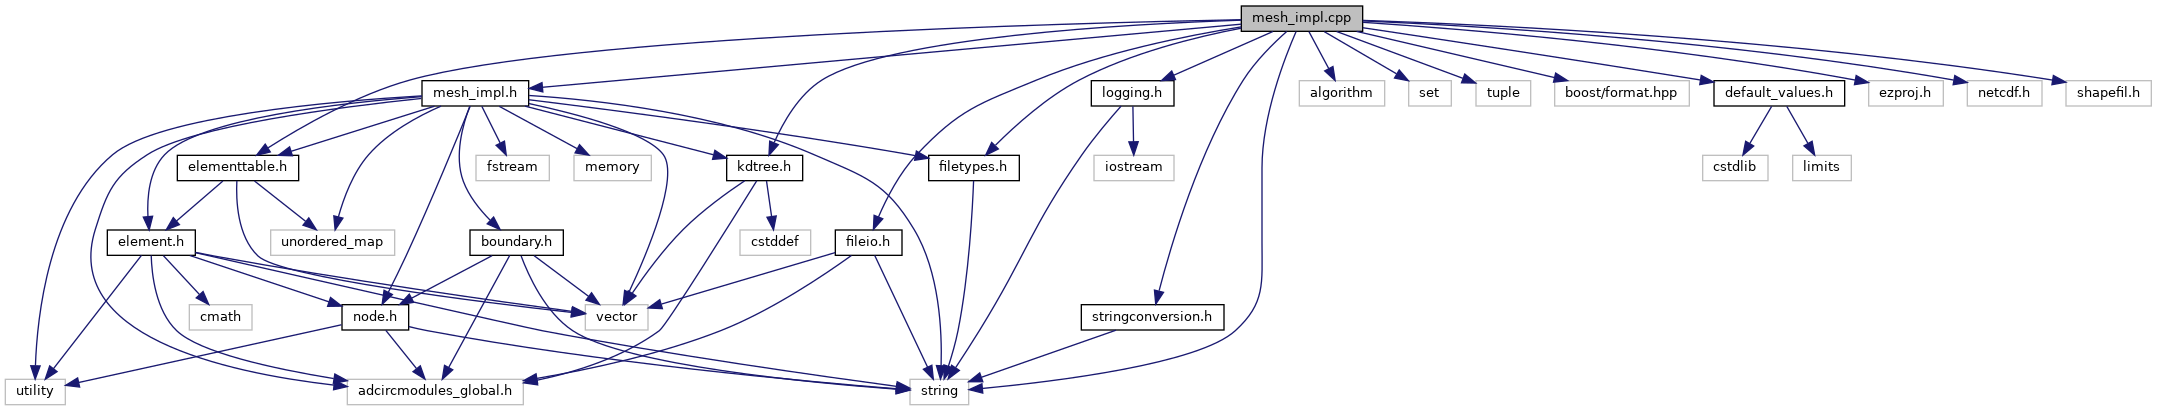 mesh_impl.cpp
mesh_impl.h
logging.h
algorithm
set
tuple
boost/format.hpp
default_values.h
ezproj.h
netcdf.h
shapefil.h
elementtable.h
fstream
memory
kdtree.h
filetypes.h
iostream
cstdlib
limits
element.h
unordered_map
boundary.h
cstddef
fileio.h
cmath
node.h
vector
stringconversion.h
utility
adcircmodules_global.h
string